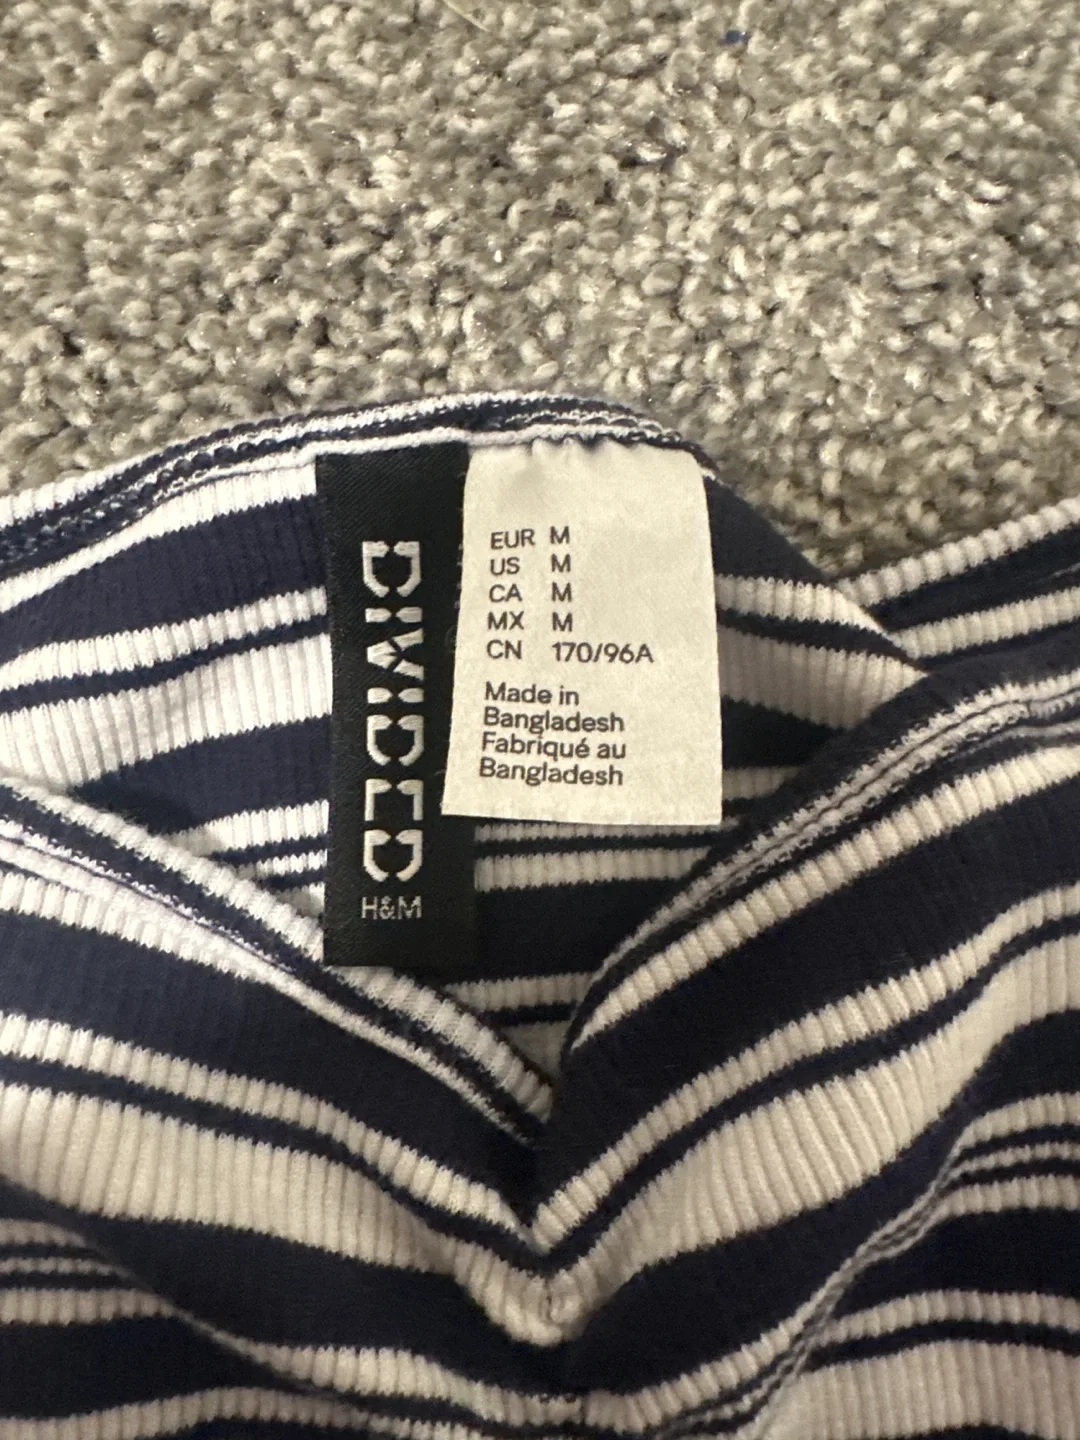 DIVIDED
H&M
EUR M
US M
CA M
MX M
CN 170/96A
Made in
Bangladesh
Fabriqué au
Bangladesh